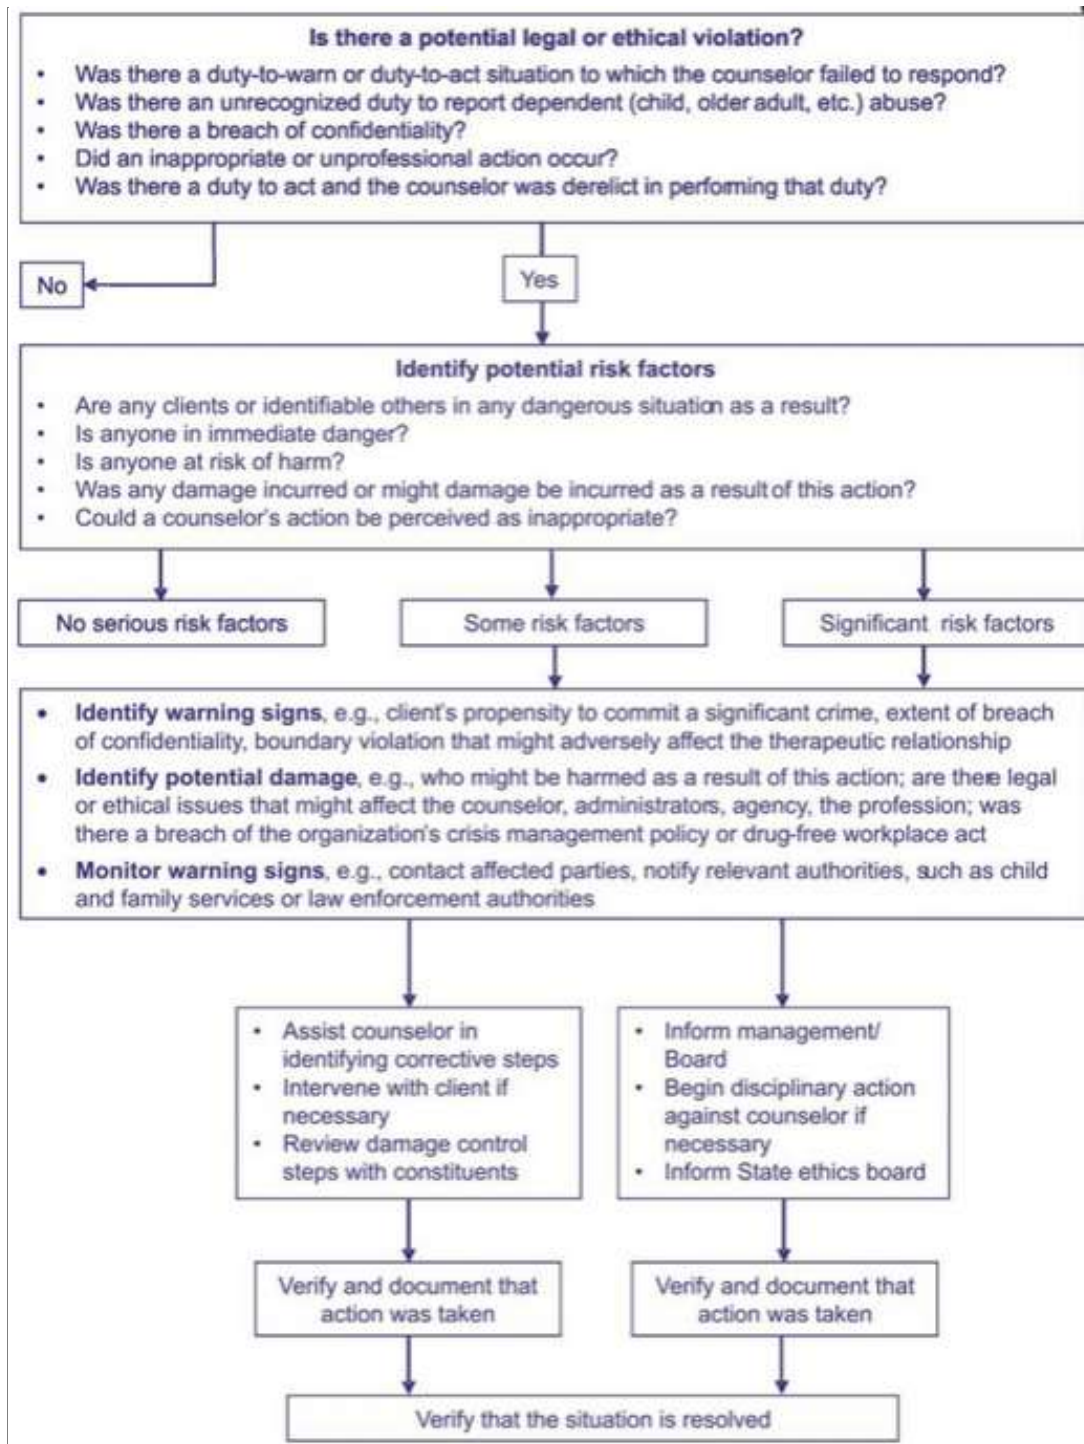 Is there a potential legal or ethical violation?
• Was there a duty-to-warn or duty-to-act situation to which the counselor failed to respond?
• Was there an unrecognized duty to report dependent (child, older adult, etc.) abuse?
• Was there a breach of confidentiality?
• Did an inappropriate or unprofessional action occur?
• Was there a duty to act and the counselor was derelict in performing that duty?
No
Yes
Identify potential risk factors
• Are any clients or identifiable others in any dangerous situation as a result?
• Is anyone in immediate danger?
• Is anyone at risk of harm?
• Was any damage incurred or might damage be incurred as a result of this action?
• Could a counselor's action be perceived as inappropriate?
No serious risk factors
Some risk factors
Significant risk factors
• Identify warning signs, e.g., client's propensity to commit a significant crime, extent of breach
of confidentiality, boundary violation that might adversely affect the therapeutic relationship
• Identify potential damage, e.g., who might be harmed as a result of this action; are there legal
or ethical issues that might affect the counselor, administrators, agency, the profession; was
there a breach of the organization's crisis management policy or drug-free workplace act
• Monitor warning signs, e.g., contact affected parties, notify relevant authorities, such as child
and family services or law enforcement authorities
• Assist counselor in
identifying corrective steps
• Intervene with client if
necessary
• Review damage control
steps with constituents
• Inform management/
Board
• Begin disciplinary action
against counselor if
necessary
• Inform State ethics board
Verify and document that
action was taken
Verify and document that
action was taken
Verify that the situation is resolved